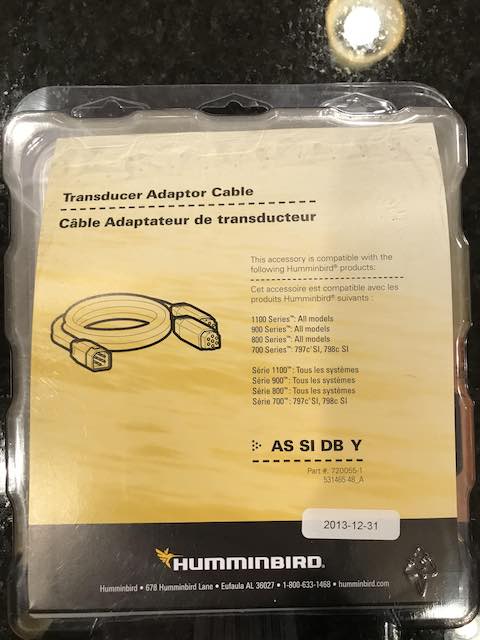 Transducer Adaptor Cable
Câble Adaptateur de transducteur
This accessory is compatible with the
following Humminbird® products:
Cet accessoire est compatible avec les
produits Humminbird® suivants :
1100 Series™: All models
900 Series™: All models
800 Series™: All models
700 Series™: 797c² SI, 798c SI
Série 1100™: Tous les systèmes
Série 900™: Tous les systèmes
Série 800™: Tous les systèmes
Série 700™: 797c² SI, 798c SI
AS SI DB Y
Part #: 720055-1
531465-48_A
2013-12-31
HUMMINBIRD®
Humminbird • 678 Humminbird Lane • Eufaula AL 36027 • 1-800-633-1468 • humminbird.com